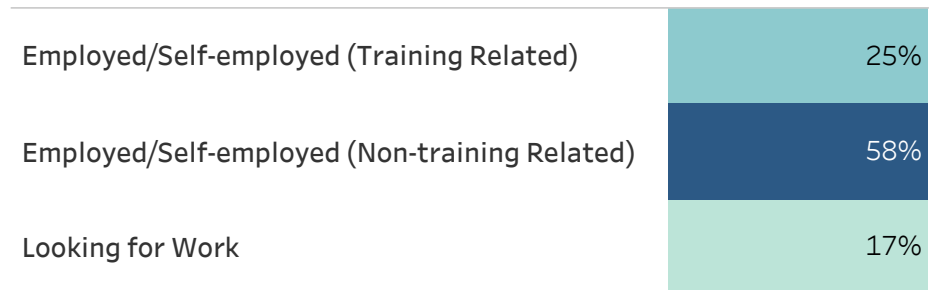 Employed/Self-employed (Training Related) 25%
Employed/Self-employed (Non-training Related) 58%
Looking for Work 17%